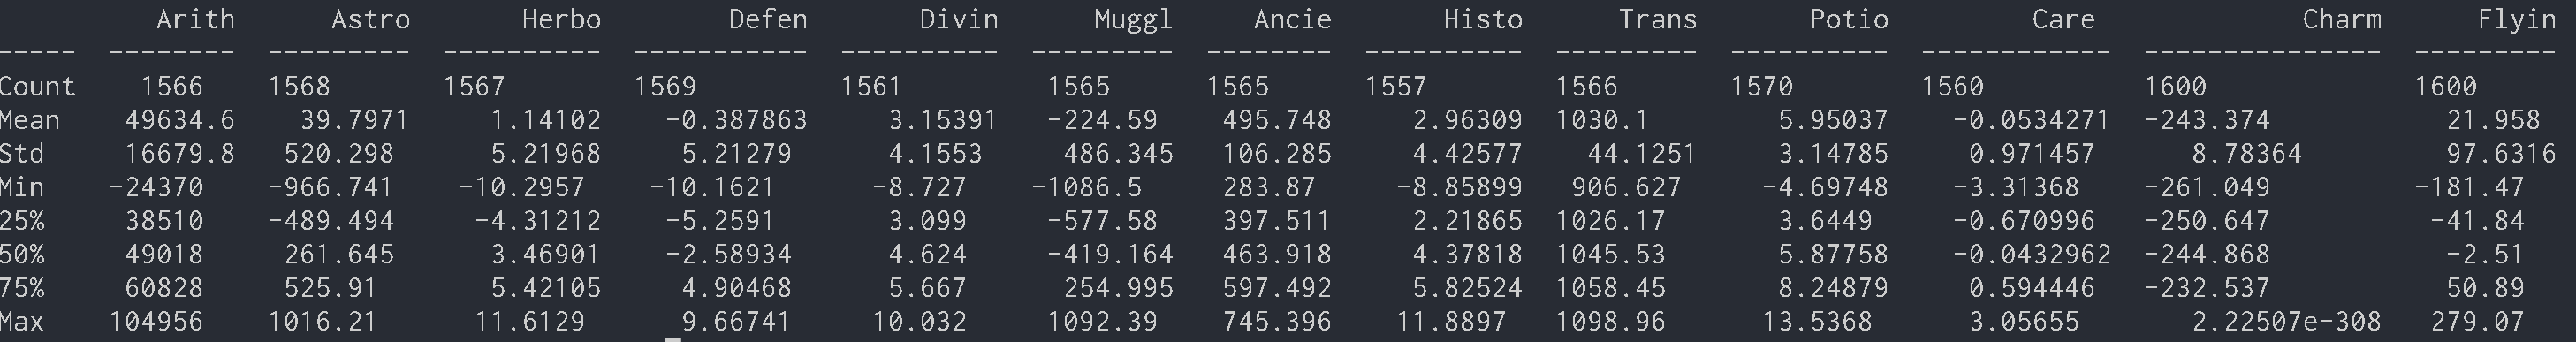 Arith Astro Herbo Defen Divin Muggl Ancie Histo Trans Potio Care Charm Flyin
----- -------- --------- ---------- ----------- ---------- --------- -------- ---------- --------- ---------- ------------ --------------- ---------
Count 1566 1568 1567 1569 1561 1565 1565 1557 1566 1570 1560 1600 1600
Mean 49634.6 39.7971 1.14102 -0.387863 3.15391 -224.59 495.748 2.96309 1030.1 5.95037 -0.0534271 -243.374 21.958
Std 16679.8 520.298 5.21968 5.21279 4.1553 486.345 106.285 4.42577 44.1251 3.14785 0.971457 8.78364 97.6316
Min -24370 -966.741 -10.2957 -10.1621 -8.727 -1086.5 283.87 -8.85899 906.627 -4.69748 -3.31368 -261.049 -181.47
25% 38510 -489.494 -4.31212 -5.2591 3.099 -577.58 397.511 2.21865 1026.17 3.6449 -0.670996 -250.647 -41.84
50% 49018 261.645 3.46901 -2.58934 4.624 -419.164 463.918 4.37818 1045.53 5.87758 -0.0432962 -244.868 -2.51
75% 60828 525.91 5.42105 4.90468 5.667 254.995 597.492 5.82524 1058.45 8.24879 0.594446 -232.537 50.89
Max 104956 1016.21 11.6129 9.66741 10.032 1092.39 745.396 11.8897 1098.96 13.5368 3.05655 2.22507e-308 279.07